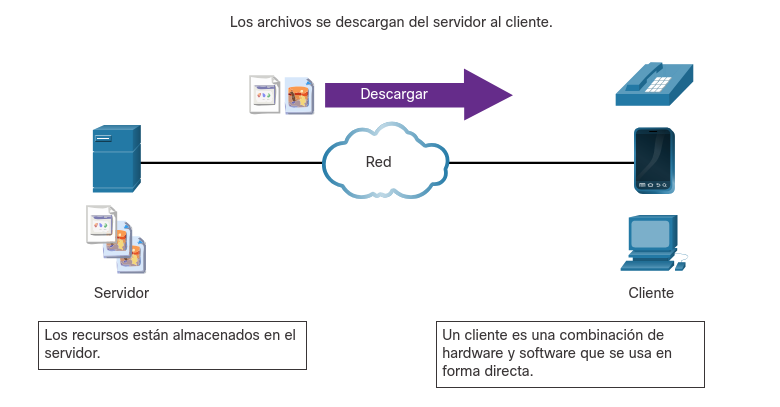 Los archivos se descargan del servidor al cliente.
Descargar
Red
Servidor
Cliente
Los recursos están almacenados en el
servidor.
Un cliente es una combinación de
hardware y software que se usa en
forma directa.